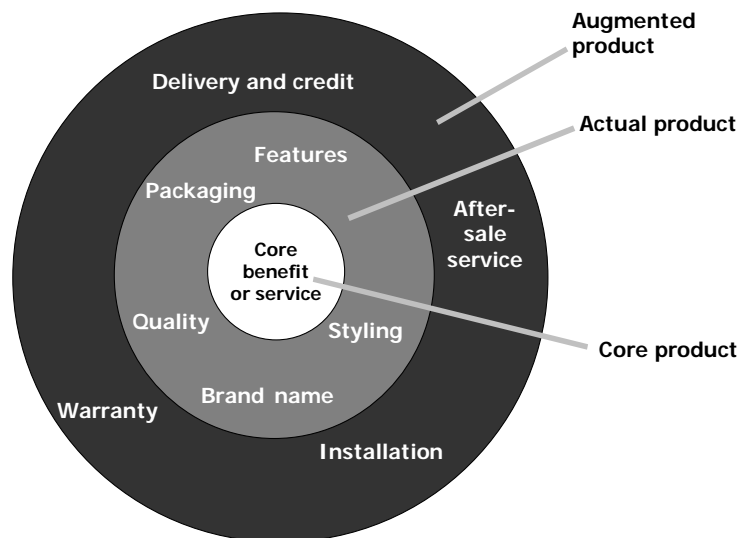 Augmented
product
Delivery and credit
Actual product
Features
Packaging
After-
sale
service
Core
benefit
or service
Quality
Styling
Core product
Brand name
Warranty
Installation